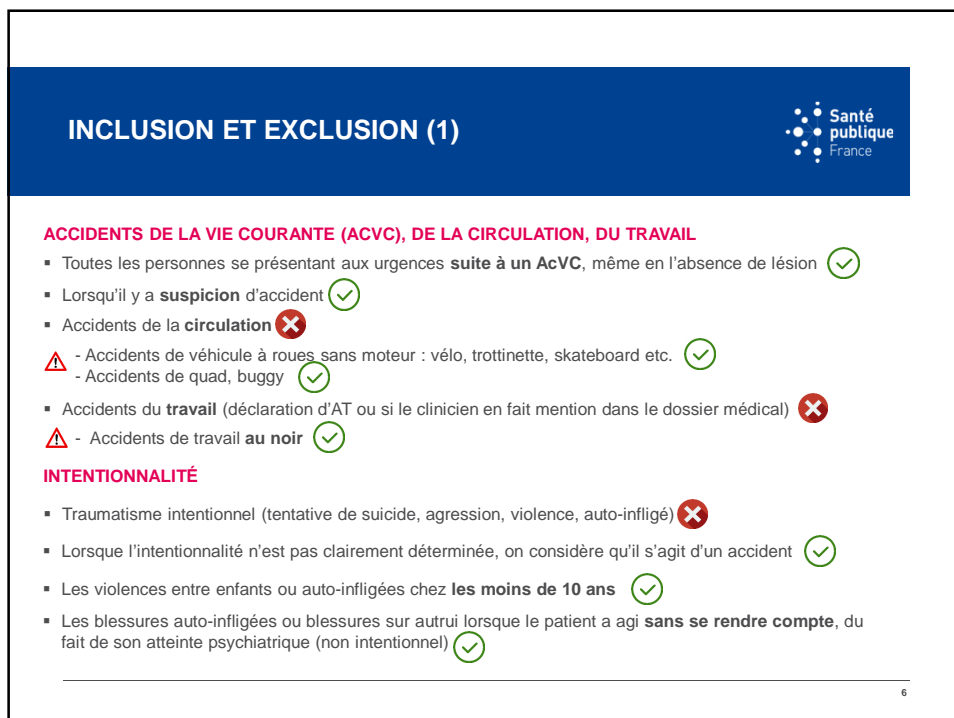 INCLUSION ET EXCLUSION (1)
Santé
publique
France
ACCIDENTS DE LA VIE COURANTE (ACVC), DE LA CIRCULATION, DU TRAVAIL
▪ Toutes les personnes se présentant aux urgences suite à un AcVC, même en l'absence de lésion
▪ Lorsqu'il y a suspicion d'accident
▪ Accidents de la circulation
- Accidents de véhicule à roues sans moteur : vélo, trottinette, skateboard etc.
- Accidents de quad, buggy
▪ Accidents du travail (déclaration d'AT ou si le clinicien en fait mention dans le dossier médical)
- Accidents de travail au noir
INTENTIONNALITÉ
▪ Traumatisme intentionnel (tentative de suicide, agression, violence, auto-infligé)
▪ Lorsque l'intentionnalité n'est pas clairement déterminée, on considère qu'il s'agit d'un accident
▪ Les violences entre enfants ou auto-infligées chez les moins de 10 ans
▪ Les blessures auto-infligées ou blessures sur autrui lorsque le patient a agi sans se rendre compte, du
fait de son atteinte psychiatrique (non intentionnel)
6